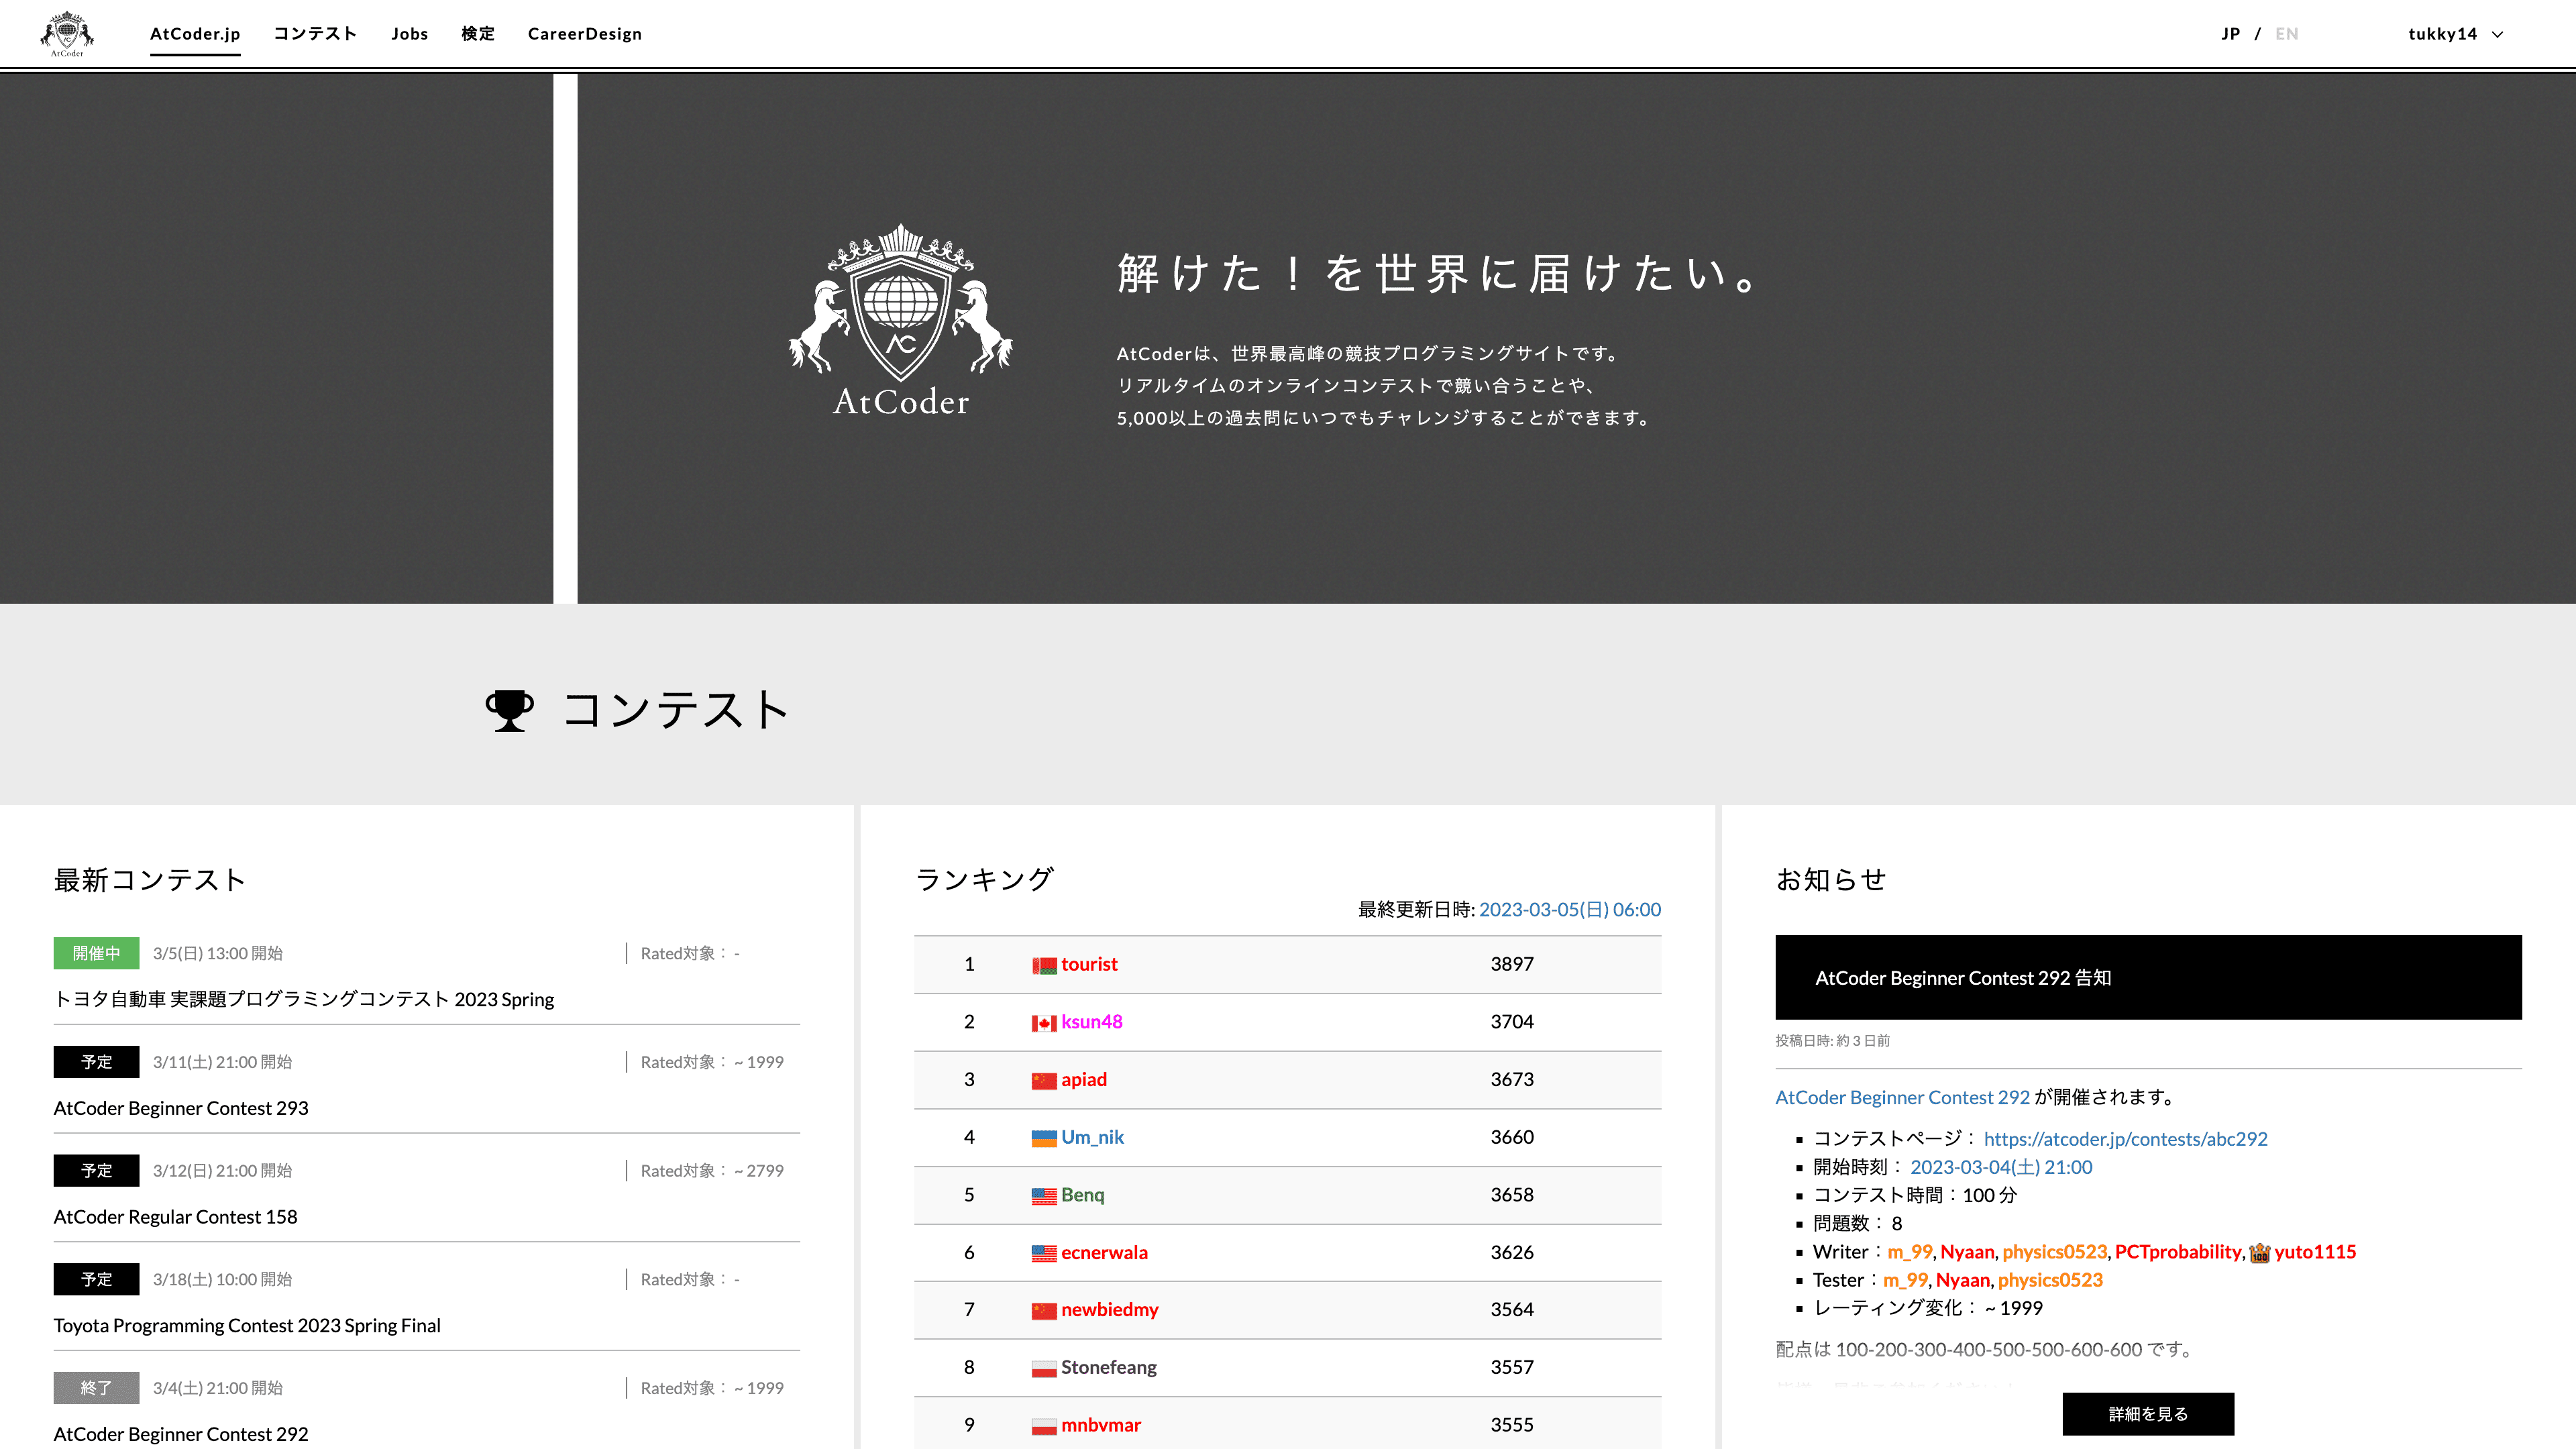 AtCoder
AtCoder.jp コンテスト Jobs 検定 CareerDesign JP / EN tukky14
AC
AtCoder
解けた！を世界に届けたい。
AtCoderは、世界最高峰の競技プログラミングサイトです。
リアルタイムのオンラインコンテストで競い合うことや、
5,000以上の過去問にいつでもチャレンジすることができます。
コンテスト
最新コンテスト
開催中 3/5(日) 13:00 開始 Rated対象： -
トヨタ自動車 実課題プログラミングコンテスト 2023 Spring
予定 3/11(土) 21:00 開始 Rated対象： ~ 1999
AtCoder Beginner Contest 293
予定 3/12(日) 21:00 開始 Rated対象： ~ 2799
AtCoder Regular Contest 158
予定 3/18(土) 10:00 開始 Rated対象： -
Toyota Programming Contest 2023 Spring Final
終了 3/4(土) 21:00 開始 Rated対象： ~ 1999
AtCoder Beginner Contest 292
ランキング
最終更新日時: 2023-03-05(日) 06:00
1 tourist 3897
2 ksun48 3704
3 apiad 3673
4 Um_nik 3660
5 Benq 3658
6 ecnerwala 3626
7 newbiedmy 3564
8 Stonefeang 3557
9 mnbvmar 3555
お知らせ
AtCoder Beginner Contest 292 告知
投稿日時: 約 3 日前
AtCoder Beginner Contest 292 が開催されます。
コンテストページ： https://atcoder.jp/contests/abc292
開始時刻： 2023-03-04(土) 21:00
コンテスト時間：100 分
問題数： 8
Writer：m_99, Nyaan, physics0523, PCTprobability, 100 yuto1115
Tester：m_99, Nyaan, physics0523
レーティング変化： ~ 1999
配点は 100-200-300-400-500-500-600-600 です。
詳細を見る